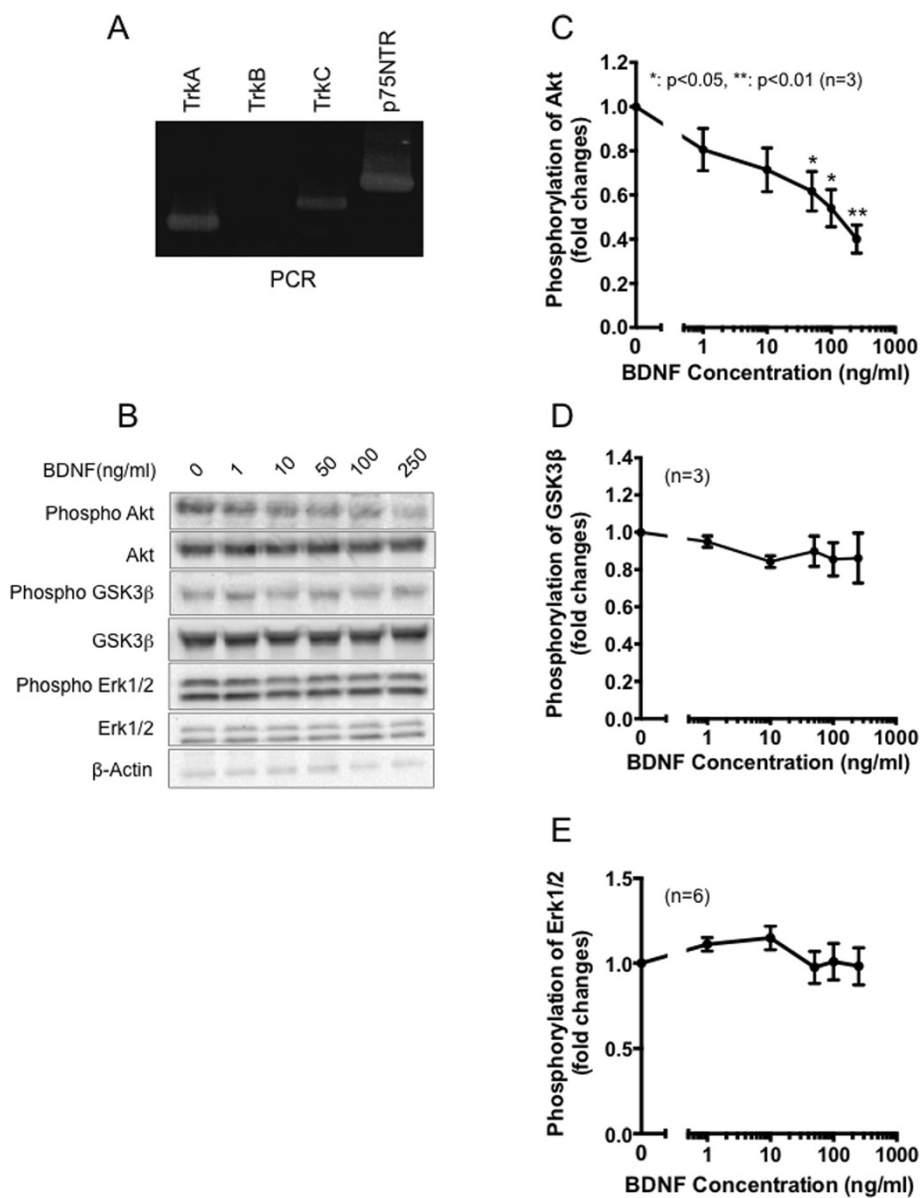 A
TrkA
TrkB
TrkC
p75NTR
PCR
B
BDNF(ng/ml)
0
1
10
50
100
250
Phospho Akt
Akt
Phospho GSK3β
GSK3β
Phospho Erk1/2
Erk1/2
β-Actin
C
*: p<0.05, **: p<0.01 (n=3)
Phosphorylation of Akt
(fold changes)
1.2
1.0
0.8
0.6
0.4
0.2
0.0
*
*
**
0
1
10
100
1000
BDNF Concentration (ng/ml)
D
(n=3)
Phosphorylation of GSK3β
(fold changes)
1.4
1.2
1.0
0.8
0.6
0.4
0.2
0.0
0
1
10
100
1000
BDNF Concentration (ng/ml)
E
(n=6)
Phosphorylation of Erk1/2
(fold changes)
1.5
1.0
0.5
0.0
0
1
10
100
1000
BDNF Concentration (ng/ml)